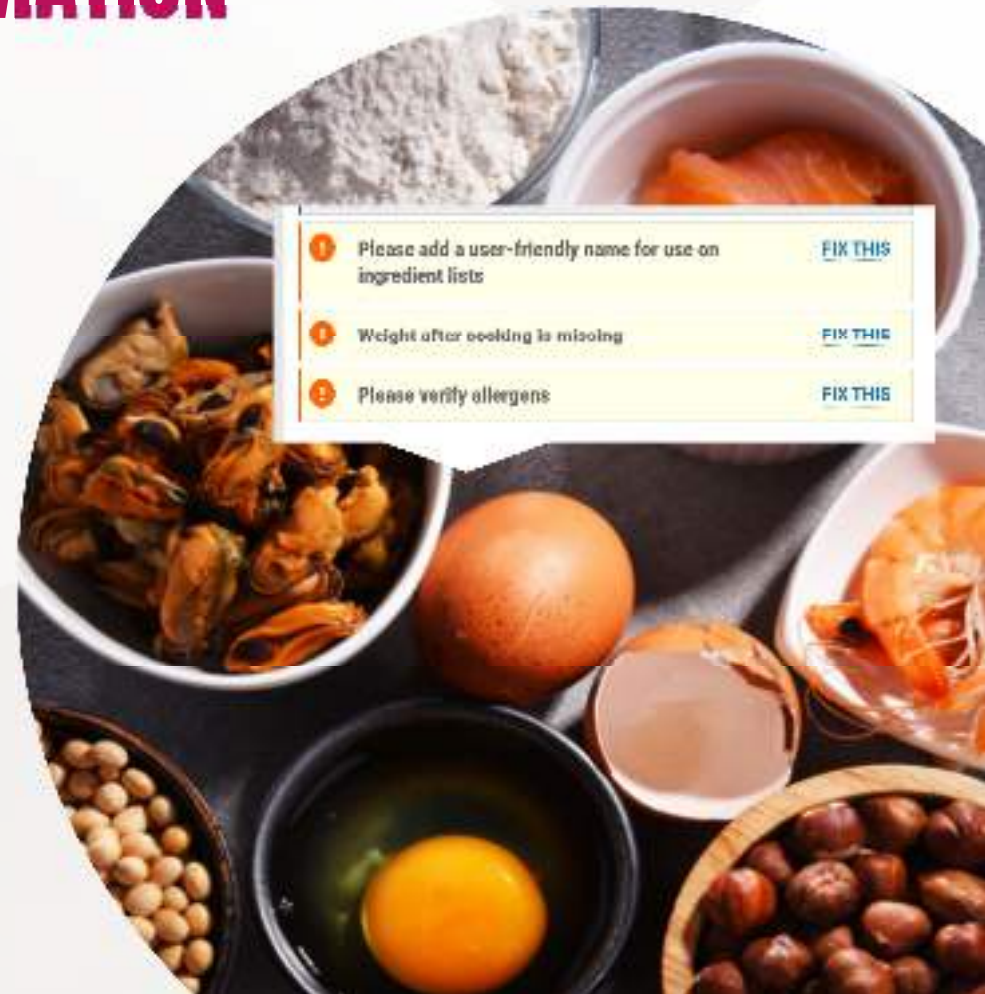 MATION
Please add a user-friendly name for use on
FIX THIS
ingredient lists
Weight after cooking is missing
FIX THIS
Please verify allergens
FIX THIS